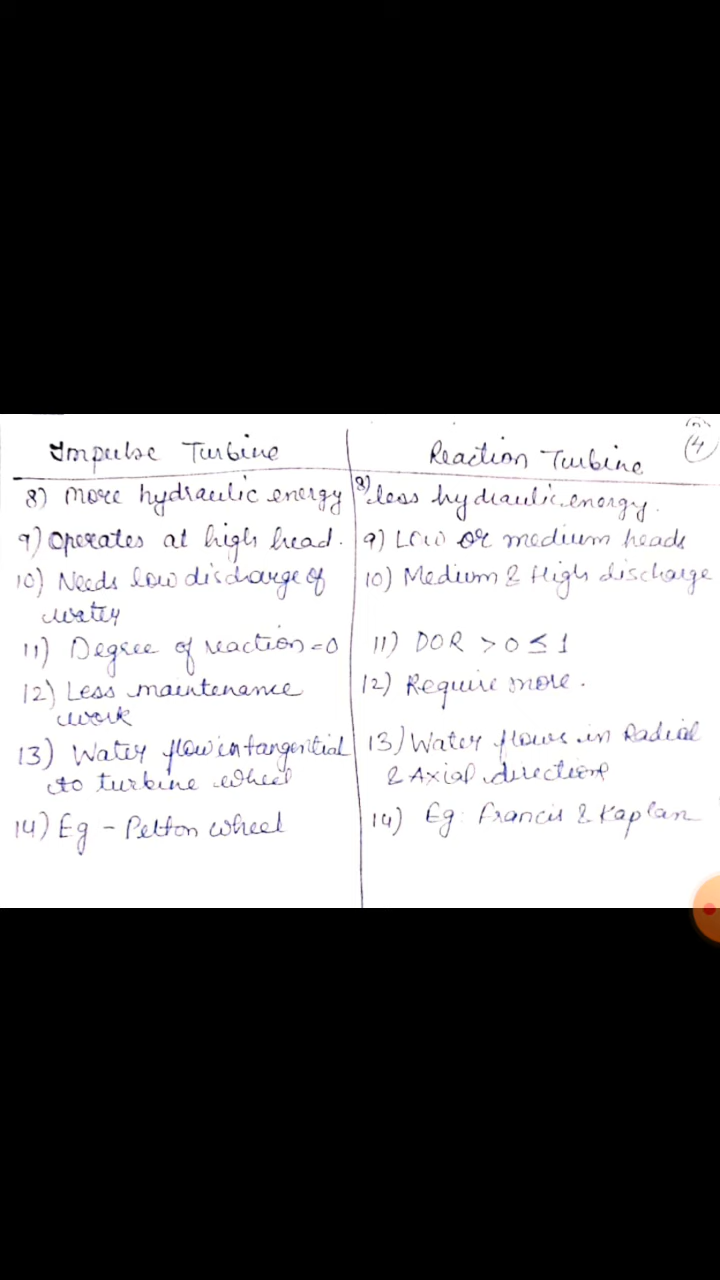 Impulse Turbine
Reaction Turbine
(4)
8) More hydraulic energy
8) less hydraulic energy.
9) Operates at high head.
9) Low or medium heads
10) Needs low discharge of
water
10) Medium & High discharge
11) Degree of reaction = 0
11) DOR > 0 ≤ 1
12) Less maintenance
work
12) Require more.
13) Water flow in tangential
to turbine wheel
13) Water flows in Radial
& Axial direction
14) Eg - Pelton wheel
14) Eg: Francis & Kaplan